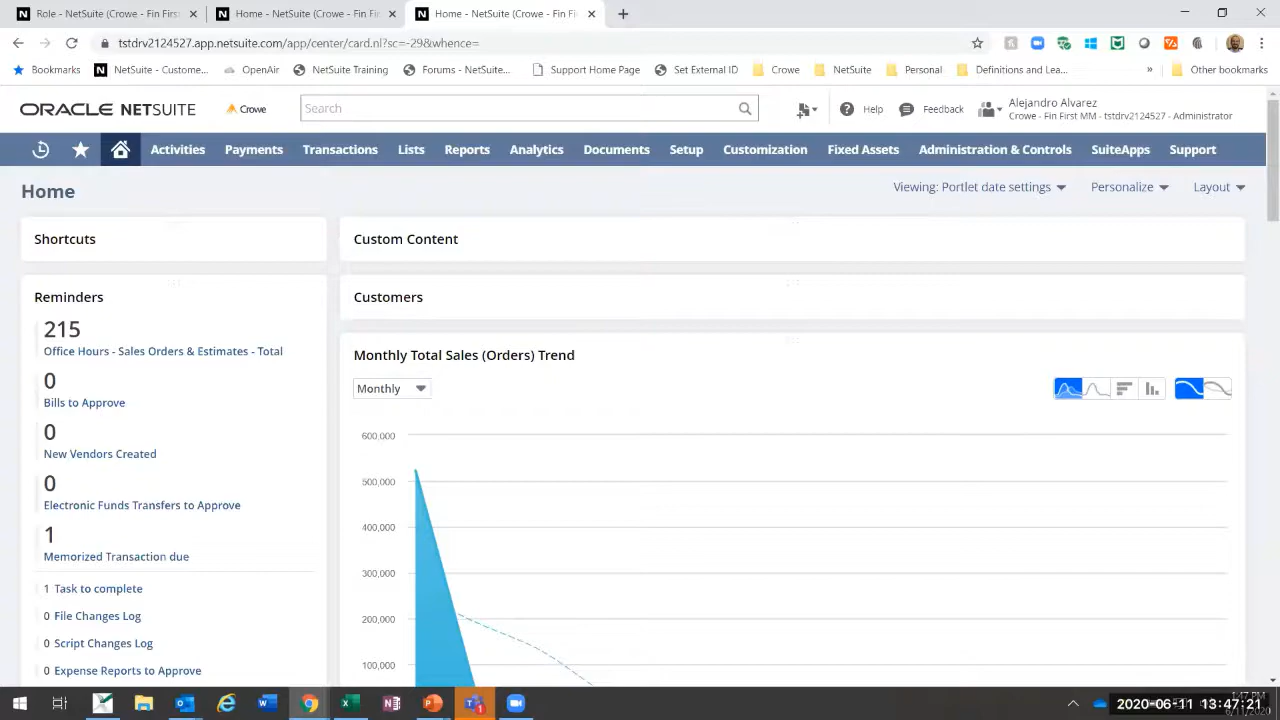 Role - NetSuite (Crowe - Fin First
Home - NetSuite (Crowe - Fin Fi
Home - NetSuite (Crowe - Fin Fi
tstdrv2124527.app.netsuite.com/app/center/card.nl?sc=-29&whence=
Bookmarks
NetSuite - Custome...
OpenAir
NetSuite Training
Forums - NetSuite...
Support Home Page
Set External ID
Crowe
NetSuite
Personal
Definitions and Lea...
»
Other bookmarks
ORACLE NETSUITE
Crowe
Search
Help
Feedback
Alejandro Alvarez
Crowe - Fin First MM - tstdrv2124527 - Administrator
Activities
Payments
Transactions
Lists
Reports
Analytics
Documents
Setup
Customization
Fixed Assets
Administration & Controls
SuiteApps
Support
Home
Viewing: Portlet date settings
Personalize
Layout
Shortcuts
Custom Content
Reminders
Customers
215
Office Hours - Sales Orders & Estimates - Total
0
Bills to Approve
0
New Vendors Created
0
Electronic Funds Transfers to Approve
1
Memorized Transaction due
1 Task to complete
0 File Changes Log
0 Script Changes Log
0 Expense Reports to Approve
Monthly Total Sales (Orders) Trend
Monthly
600,000
500,000
400,000
300,000
200,000
100,000
2020-06-11 13:47:21